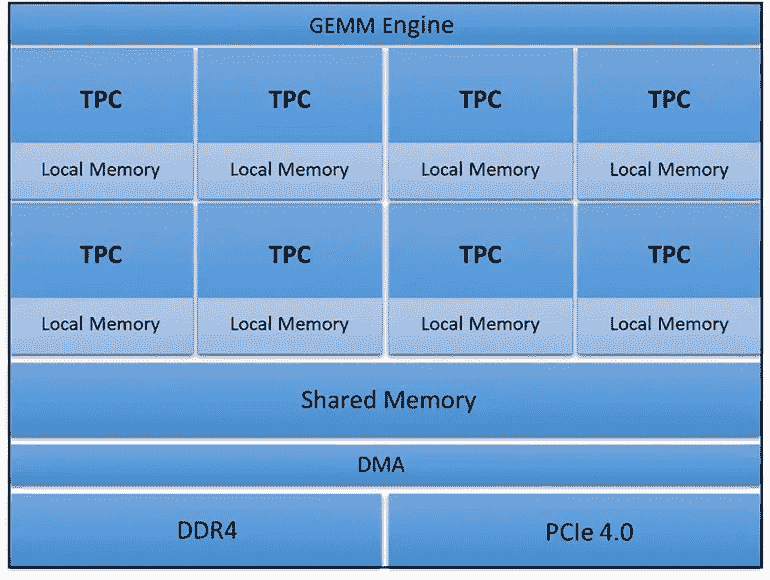 GEMM Engine
TPC TPC TPC TPC
Local Memory Local Memory Local Memory Local Memory
TPC TPC TPC TPC
Local Memory Local Memory Local Memory Local Memory
Shared Memory
DMA
DDR4 PCIe 4.0